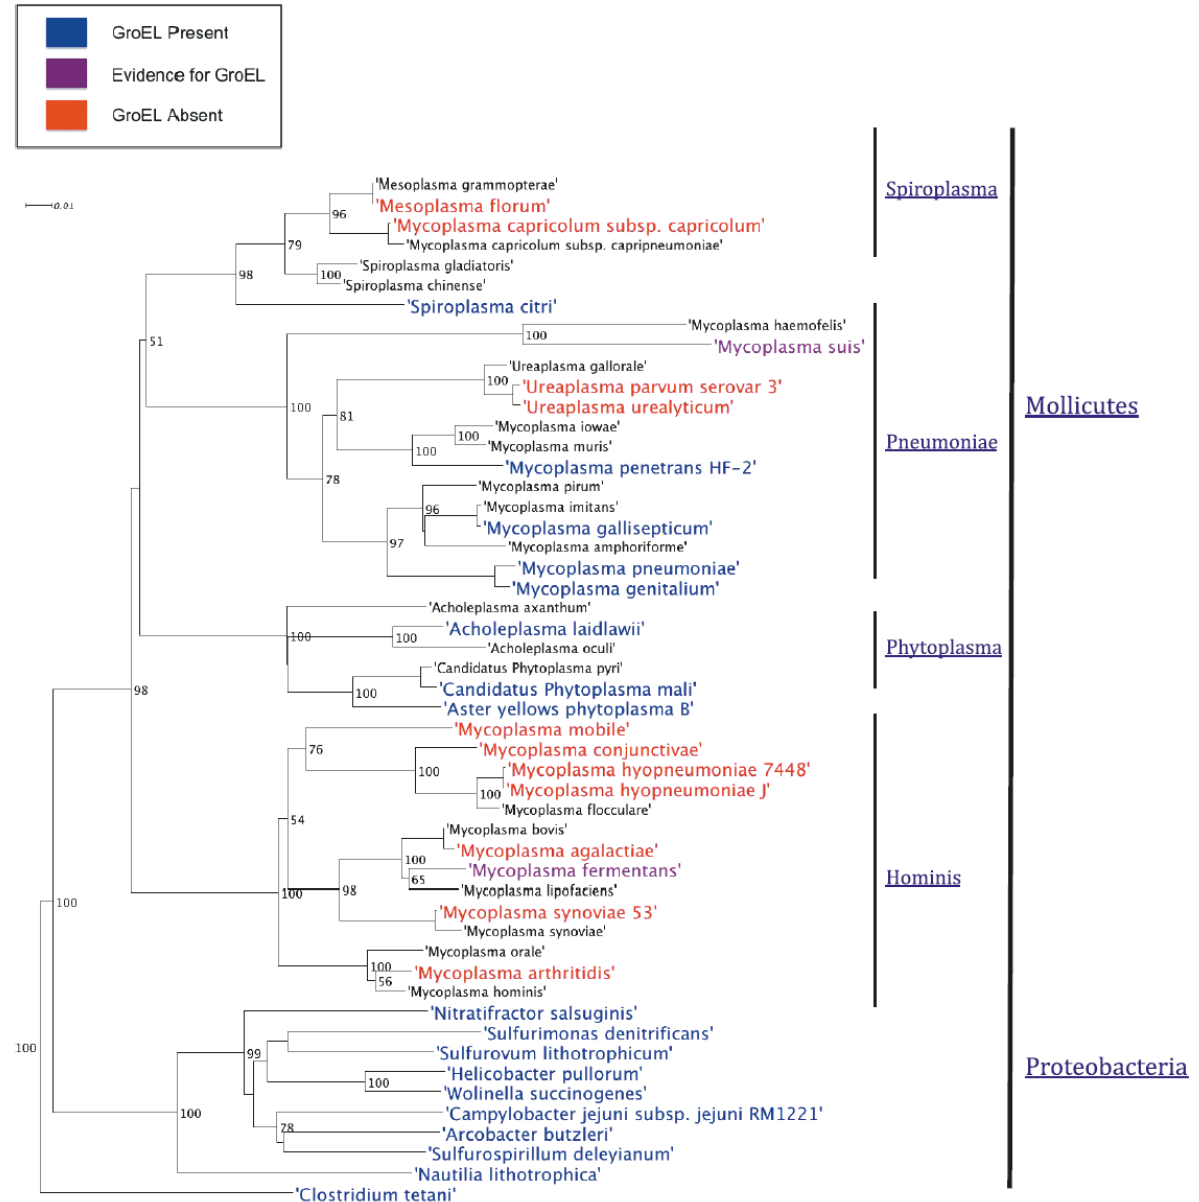 GroEL Present
Evidence for GroEL
GroEL Absent
0.01
'Mesoplasma grammopterae'
Spiroplasma
'Mesoplasma florum'
96
'Mycoplasma capricolum subsp. capricolum'
79
'Mycoplasma capricolum subsp. capripneumoniae'
'Spiroplasma gladiatoris'
98
100
'Spiroplasma chinense'
'Spiroplasma citri'
'Mycoplasma haemofelis'
100
51
'Mycoplasma suis'
'Ureaplasma gallorale'
100
'Ureaplasma parvum serovar 3'
100
'Ureaplasma urealyticum'
Mollicutes
81
'Mycoplasma iowae'
100
'Mycoplasma muris'
Pneumoniae
100
'Mycoplasma penetrans HF-2'
78
'Mycoplasma pirum'
96
'Mycoplasma imitans'
'Mycoplasma gallisepticum'
97
'Mycoplasma amphoriforme'
'Mycoplasma pneumoniae'
'Mycoplasma genitalium'
'Acholeplasma axanthum'
'Acholeplasma laidlawii'
100
100
'Acholeplasma oculi'
Phytoplasma
'Candidatus Phytoplasma pyri'
98
100
'Candidatus Phytoplasma mali'
'Aster yellows phytoplasma B'
'Mycoplasma mobile'
76
'Mycoplasma conjunctivae'
100
'Mycoplasma hyopneumoniae 7448'
100
'Mycoplasma hyopneumoniae J'
'Mycoplasma flocculare'
54
'Mycoplasma bovis'
'Mycoplasma agalactiae'
100
'Mycoplasma fermentans'
65
Hominis
100
98
'Mycoplasma lipofaciens'
100
'Mycoplasma synoviae 53'
'Mycoplasma synoviae'
'Mycoplasma orale'
100
'Mycoplasma arthritidis'
56
'Mycoplasma hominis'
'Nitratifractor salsuginis'
'Sulfurimonas denitrificans'
100
99
'Sulfurovum lithotrophicum'
Proteobacteria
'Helicobacter pullorum'
100
'Wolinella succinogenes'
100
'Campylobacter jejuni subsp. jejuni RM1221'
78
'Arcobacter butzleri'
'Sulfurospirillum deleyianum'
'Nautilia lithotrophica'
'Clostridium tetani'